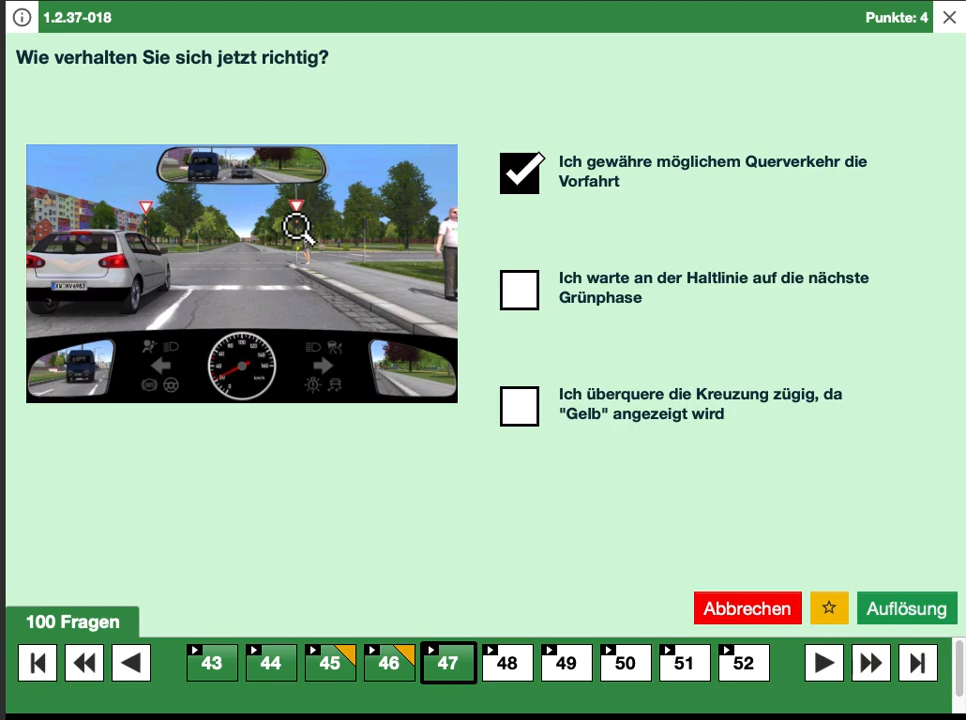 1.2.37-018
Punkte: 4
Wie verhalten Sie sich jetzt richtig?
Ich gewähre möglichem Querverkehr die
Vorfahrt
Ich warte an der Haltlinie auf die nächste
Grünphase
Ich überquere die Kreuzung zügig, da
"Gelb" angezeigt wird
Abbrechen
Auflösung
100 Fragen
43
44
45
46
47
48
49
50
51
52